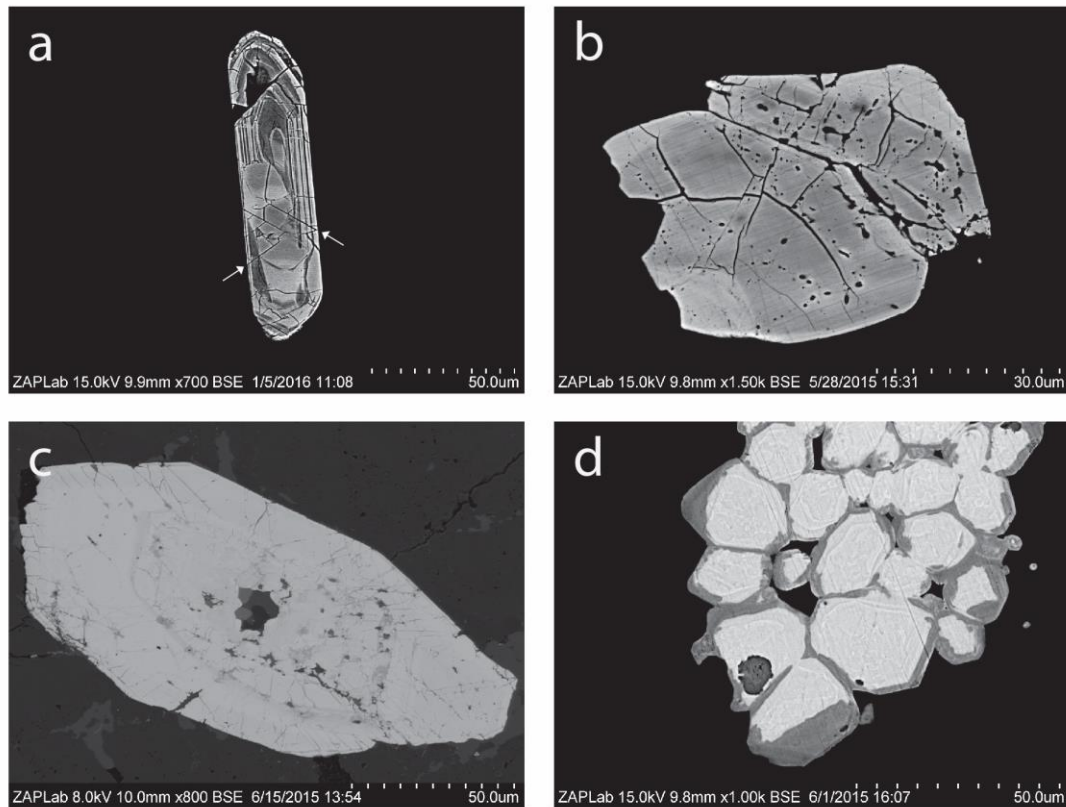 a
ZAPLab 15.0kV 9.9mm x700 BSE 1/5/2016 11:08 50.0um
b
ZAPLab 15.0kV 9.8mm x1.50k BSE 5/28/2015 15:31 30.0um
c
ZAPLab 8.0kV 10.0mm x800 BSE 6/15/2015 13:54 50.0um
d
ZAPLab 15.0kV 9.8mm x1.00k BSE 6/1/2015 16:07 50.0um